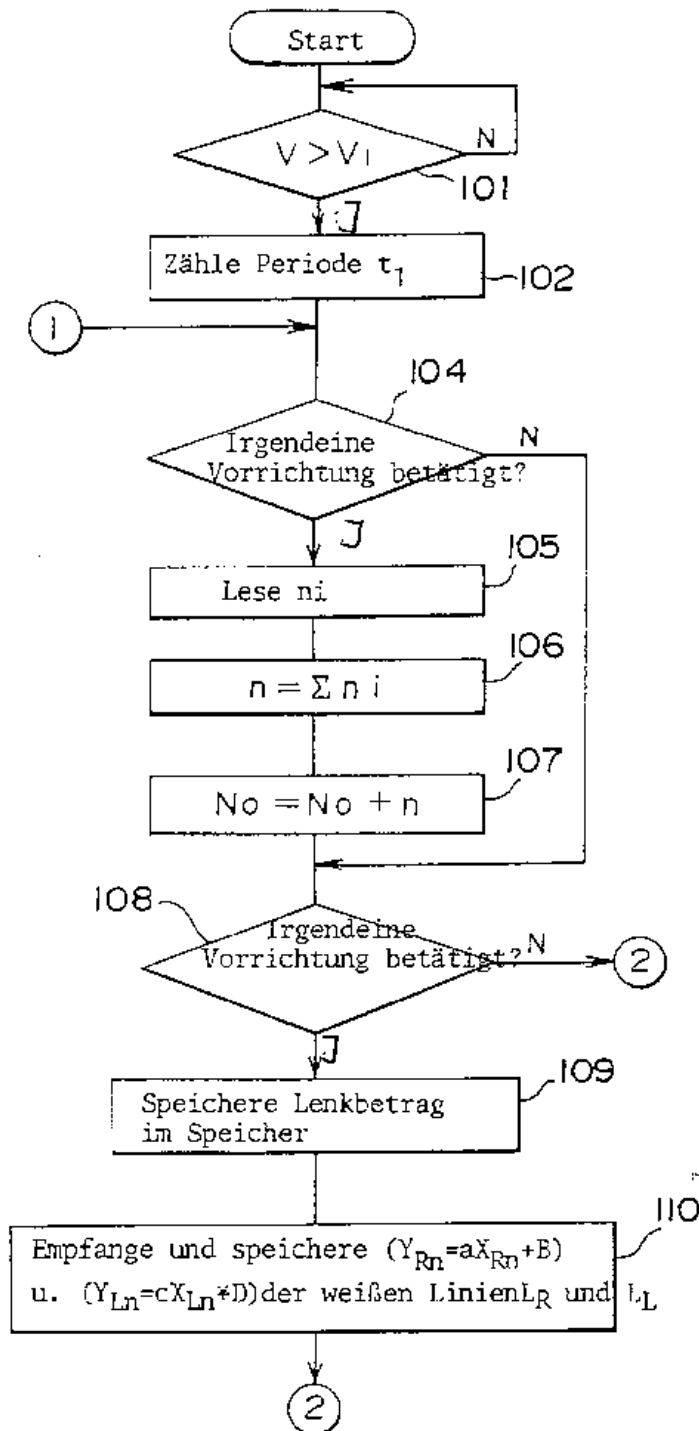 Start
V > V1
N
101
J
Zähle Periode t1
102
1
104
Irgendeine
Vorrichtung betätigt?
N
J
105
Lese ni
106
n = Σ n i
107
No = No + n
108
Irgendeine
Vorrichtung betätigt?
N
2
J
109
Speichere Lenkbetrag
im Speicher
110
Empfange und speichere (YRn=aXRn+B)
u. (YLn=cXLn+D)der weißen LinienLR und LL
2